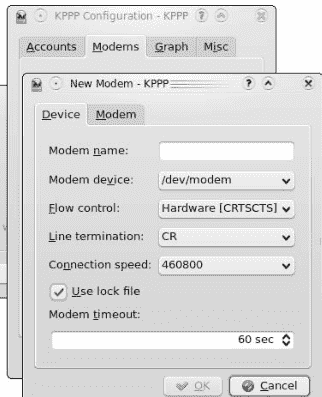 KPPP Configuration - KPPP
Accounts Modems Graph Misc
New Modem - KPPP
Device Modem
Modem name:
Modem device: /dev/modem
Flow control: Hardware [CRTSCTS]
Line termination: CR
Connection speed: 460800
Use lock file
Modem timeout:
60 sec
OK Cancel